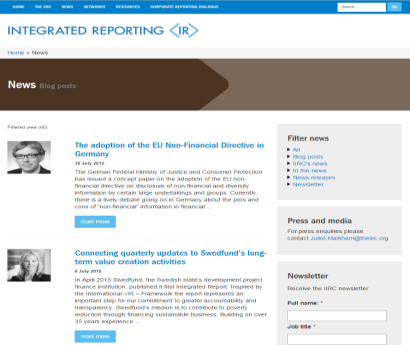 HOME THE IIRC NEWS NETWORKS RESOURCES CORPORATE REPORTING DIALOGUE Search Go
INTEGRATED REPORTING <IR>
Home » News
News Blog posts
Filtered view (60)
The adoption of the EU Non-Financial Directive in
Germany
30 July 2015
The German Federal Ministry of Justice and Consumer Protection
has issued a concept paper on the adoption of the EU non-
financial directive on disclosure of non-financial and diversity
information by certain large undertakings and groups. Currently,
there is a lively debate going on in Germany about the pros and
cons of "non-financial" information in financial ...
read more
Connecting quarterly updates to Swedfund's long-
term value creation activities
6 July 2015
In April 2015 Swedfund, the Swedish state's development project
finance institution, published it first Integrated Report. Inspired by
the International <IR > Framework the report represents an
important step for our commitment to greater accountability and
transparency. Swedfund's mission is to contribute to poverty
reduction through financing sustainable business. Building on over
35 years experience ...
read more
Filter news
All
Blog posts
IIRC's news
In the news
News releases
Newsletter
Press and media
For press enquiries please
contact Juliet.Markham@theiirc.org
Newsletter
Receive the IIRC newsletter
Full name: *
Job title *